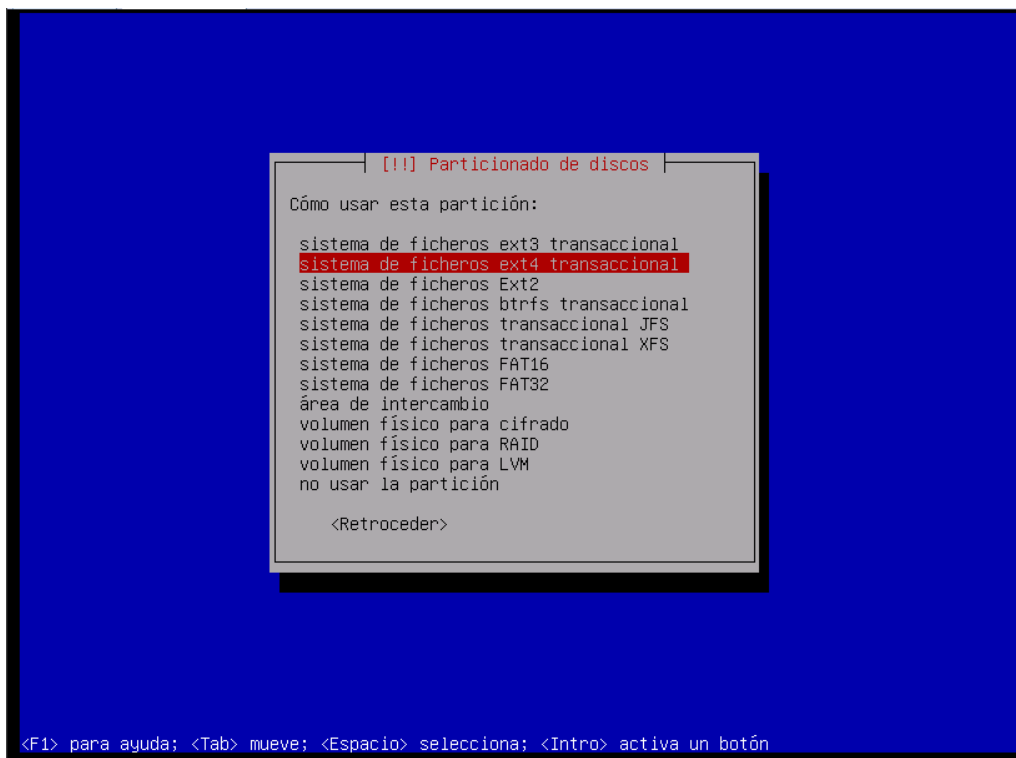 [!!] Particionado de discos
Cómo usar esta partición:
sistema de ficheros ext3 transaccional
sistema de ficheros ext4 transaccional
sistema de ficheros Ext2
sistema de ficheros btrfs transaccional
sistema de ficheros transaccional JFS
sistema de ficheros transaccional XFS
sistema de ficheros FAT16
sistema de ficheros FAT32
área de intercambio
volumen físico para cifrado
volumen físico para RAID
volumen físico para LVM
no usar la partición
<Retroceder>
<F1> para ayuda; <Tab> mueve; <Espacio> selecciona; <Intro> activa un botón